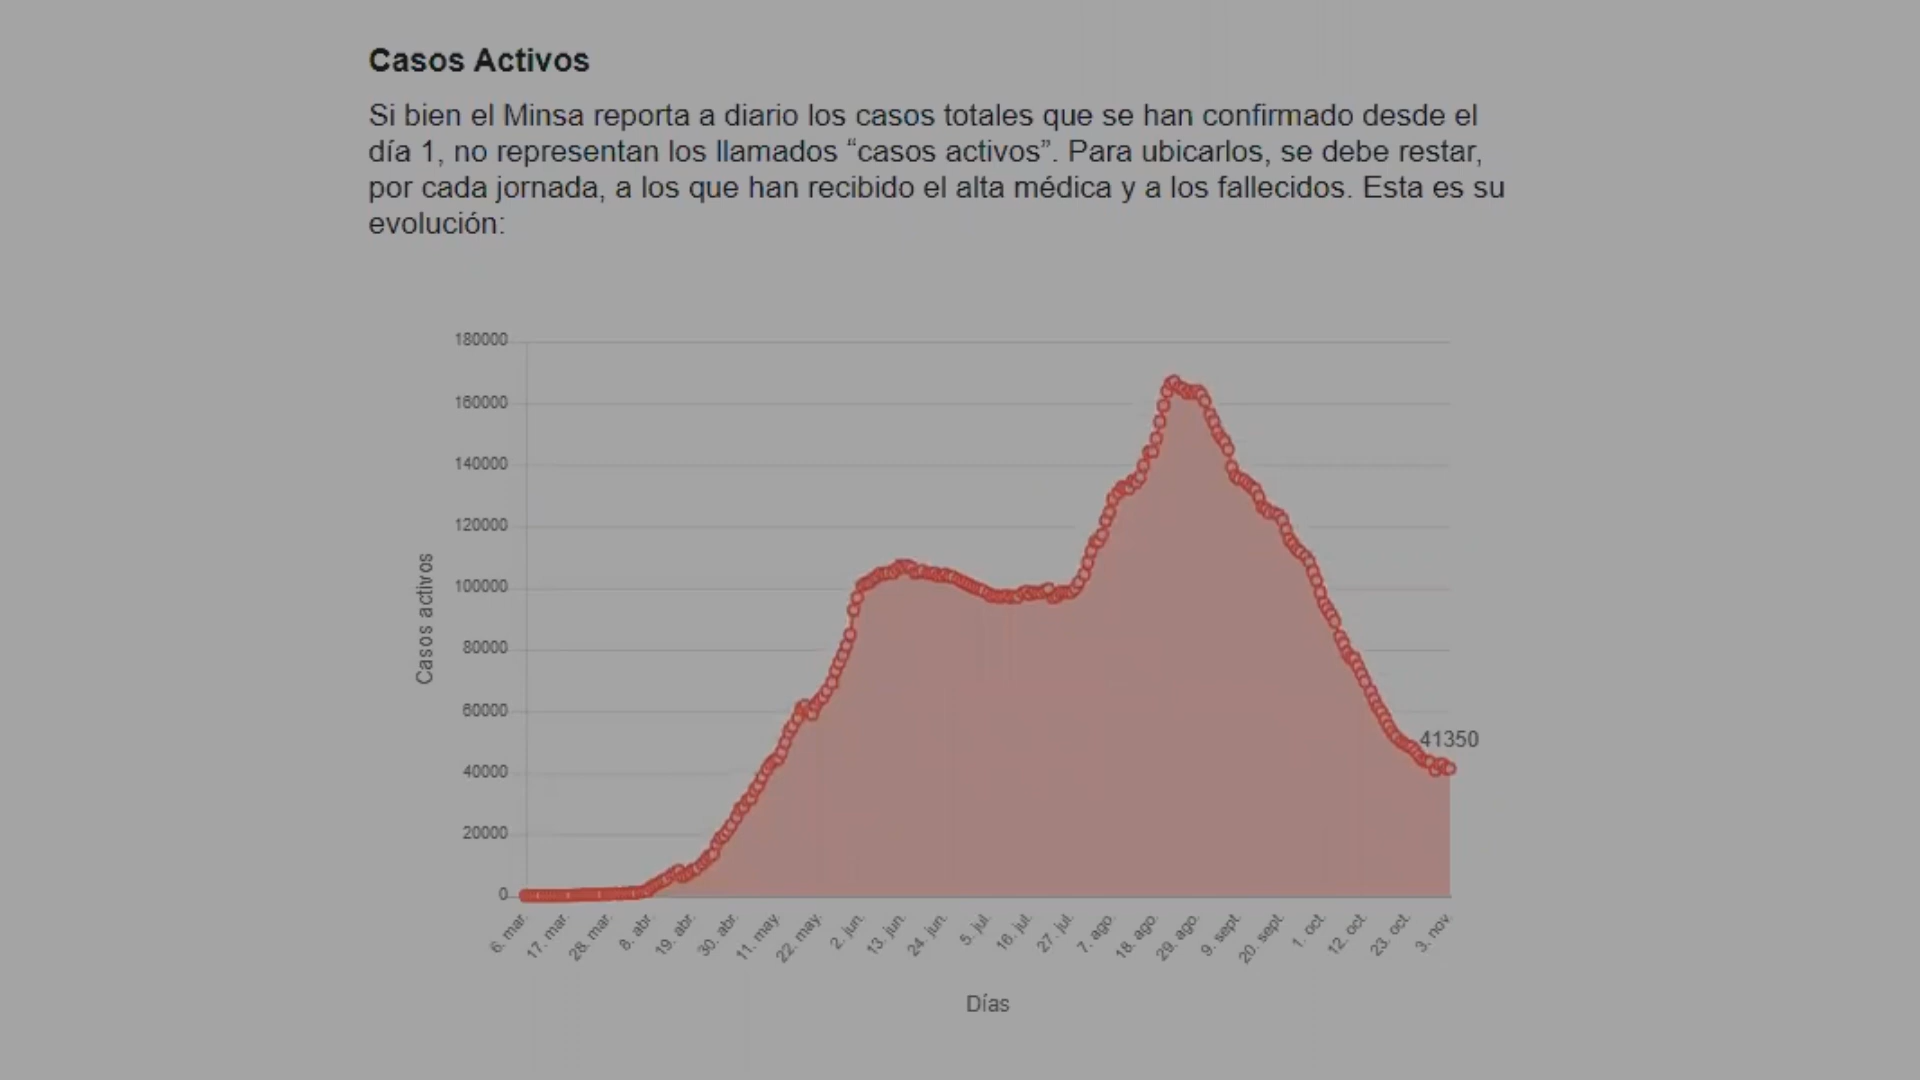 Casos Activos
Si bien el Minsa reporta a diario los casos totales que se han confirmado desde el
día 1, no representan los llamados “casos activos”. Para ubicarlos, se debe restar,
por cada jornada, a los que han recibido el alta médica y a los fallecidos. Esta es su
evolución:
180000
160000
140000
120000
100000
80000
60000
40000
20000
0
Casos activos
41350
6. mar.
17. mar.
28. mar.
8. abr.
19. abr.
30. abr.
11. may.
22. may.
2. jun.
13. jun.
24. jun.
5. jul.
16. jul.
27. jul.
7. ago.
18. ago.
29. ago.
9. sept.
20. sept.
1. oct.
12. oct.
23. oct.
3. nov.
Días